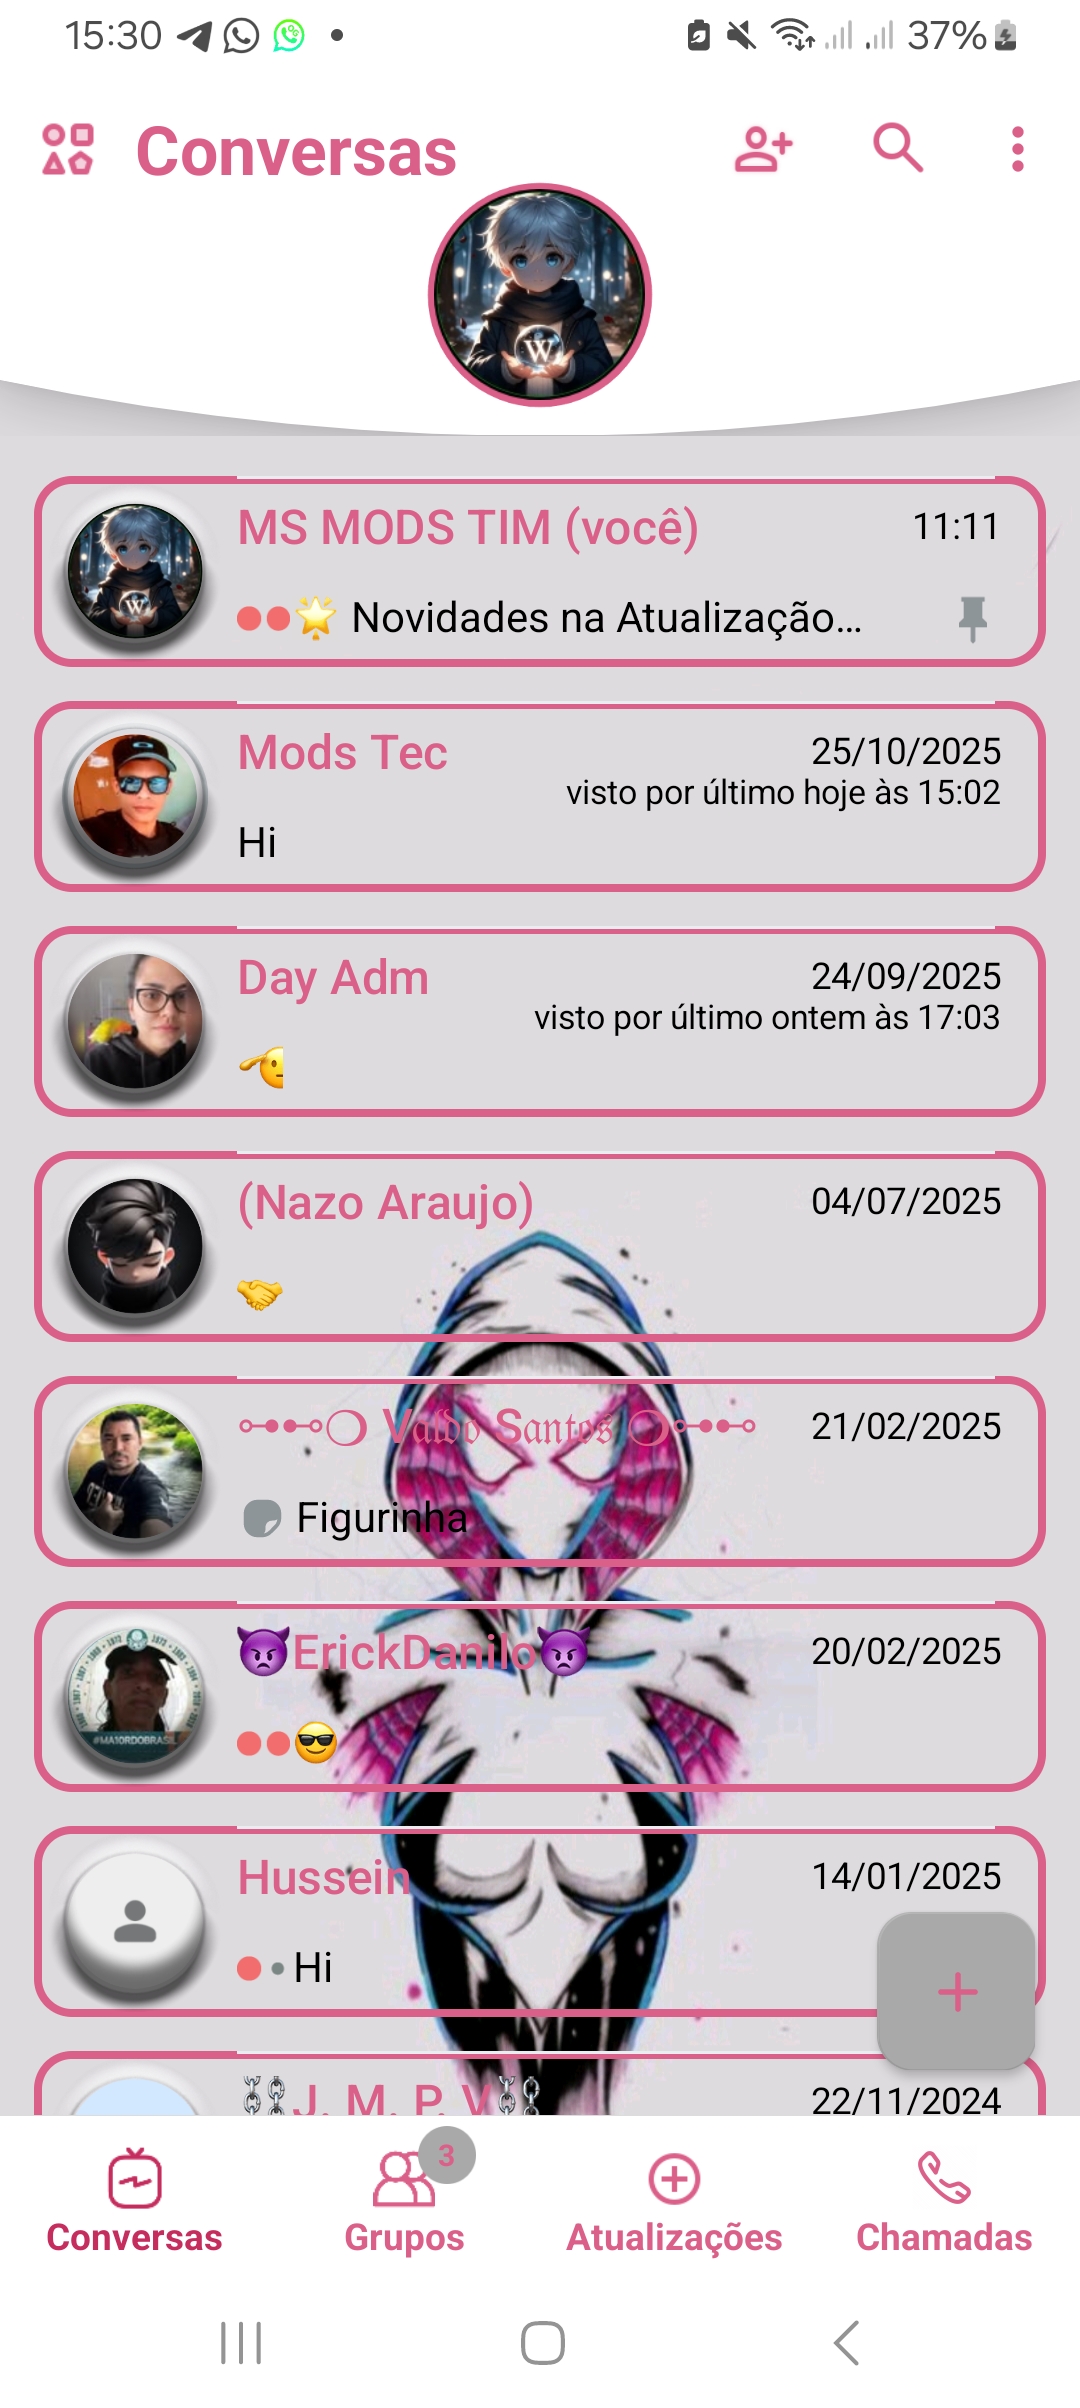 15:30
37%
Conversas
W
MS MODS TIM (você)
11:11
🌟 Novidades na Atualização...
Mods Tec
25/10/2025
visto por último hoje às 15:02
Hi
Day Adm
24/09/2025
visto por último ontem às 17:03
(Nazo Araujo)
04/07/2025
🤝
⊶●●⊶❍ V𝔞𝔩𝔡𝔬 S𝔞𝔫𝔱𝔬𝔰 ❍⊶●●⊶
21/02/2025
Figurinha
👿ErickDanilo👿
20/02/2025
😎
#MA10RDOBRASIL
Hussein
14/01/2025
Hi
⛓J. M. P. V⛓
22/11/2024
3
Conversas
Grupos
Atualizações
Chamadas